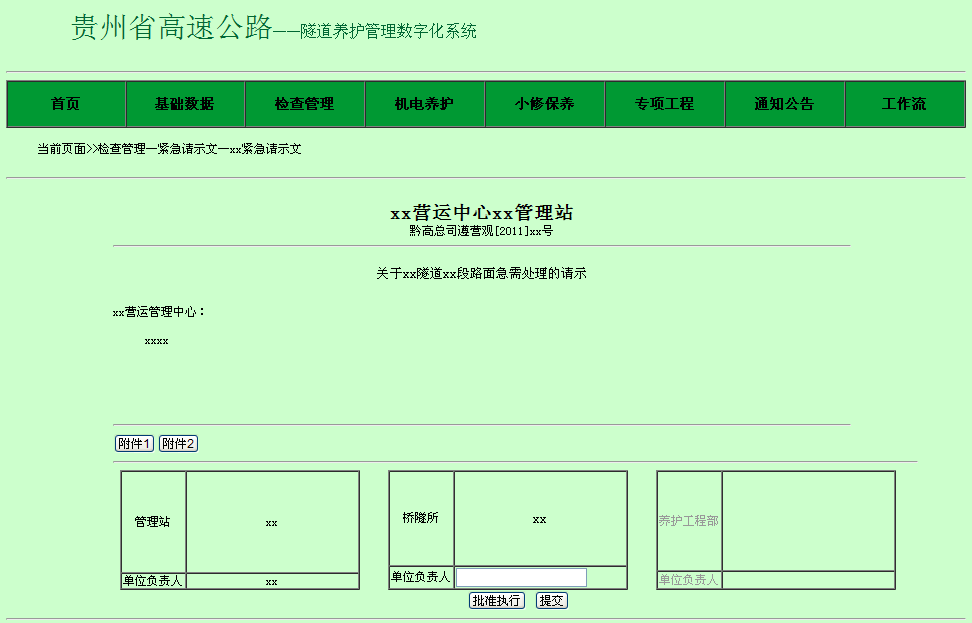 贵州省高速公路——隧道养护管理数字化系统
首页 基础数据 检查管理 机电养护 小修保养 专项工程 通知公告 工作流
当前页面>>检查管理—紧急请示文—xx紧急请示文
xx营运中心xx管理站
黔高总司遵营观[2011]xx号
关于xx隧道xx段路面急需处理的请示
xx营运管理中心：
xxxx
附件1 附件2
管理站 xx 桥隧所 xx 养护工程部
单位负责人 xx 单位负责人 单位负责人
批准执行 提交